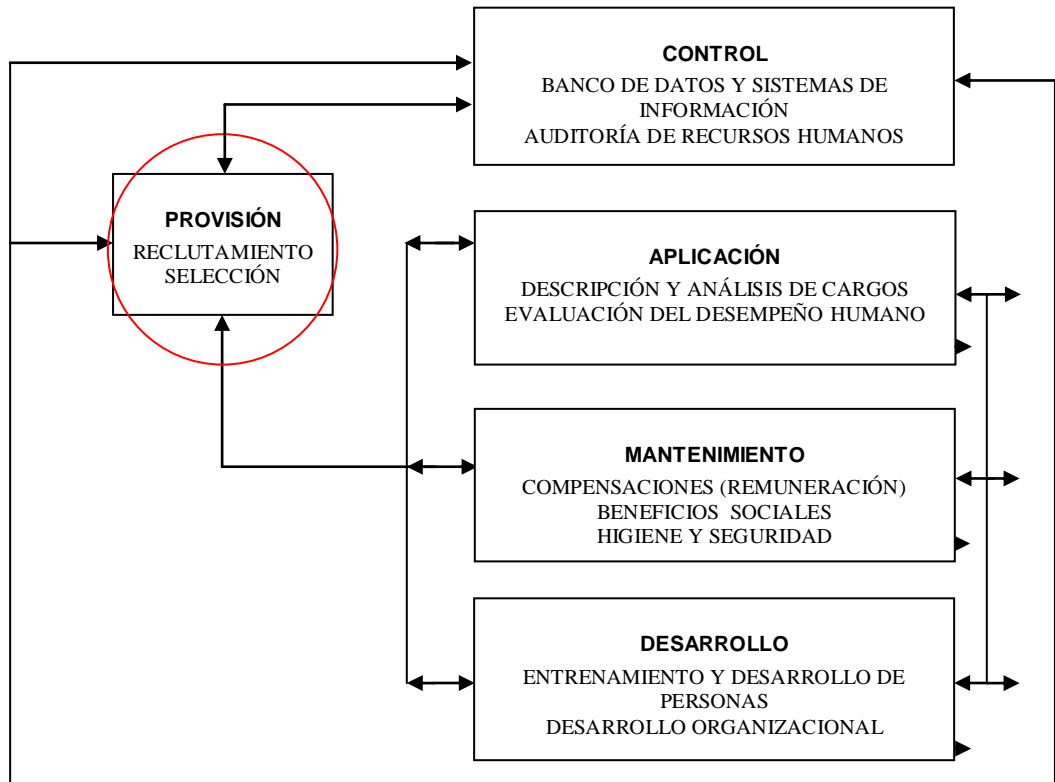 CONTROL
BANCO DE DATOS Y SISTEMAS DE
INFORMACIÓN
AUDITORÍA DE RECURSOS HUMANOS
PROVISIÓN
RECLUTAMIENTO
SELECCIÓN
APLICACIÓN
DESCRIPCIÓN Y ANÁLISIS DE CARGOS
EVALUACIÓN DEL DESEMPEÑO HUMANO
MANTENIMIENTO
COMPENSACIONES (REMUNERACIÓN)
BENEFICIOS SOCIALES
HIGIENE Y SEGURIDAD
DESARROLLO
ENTRENAMIENTO Y DESARROLLO DE
PERSONAS
DESARROLLO ORGANIZACIONAL